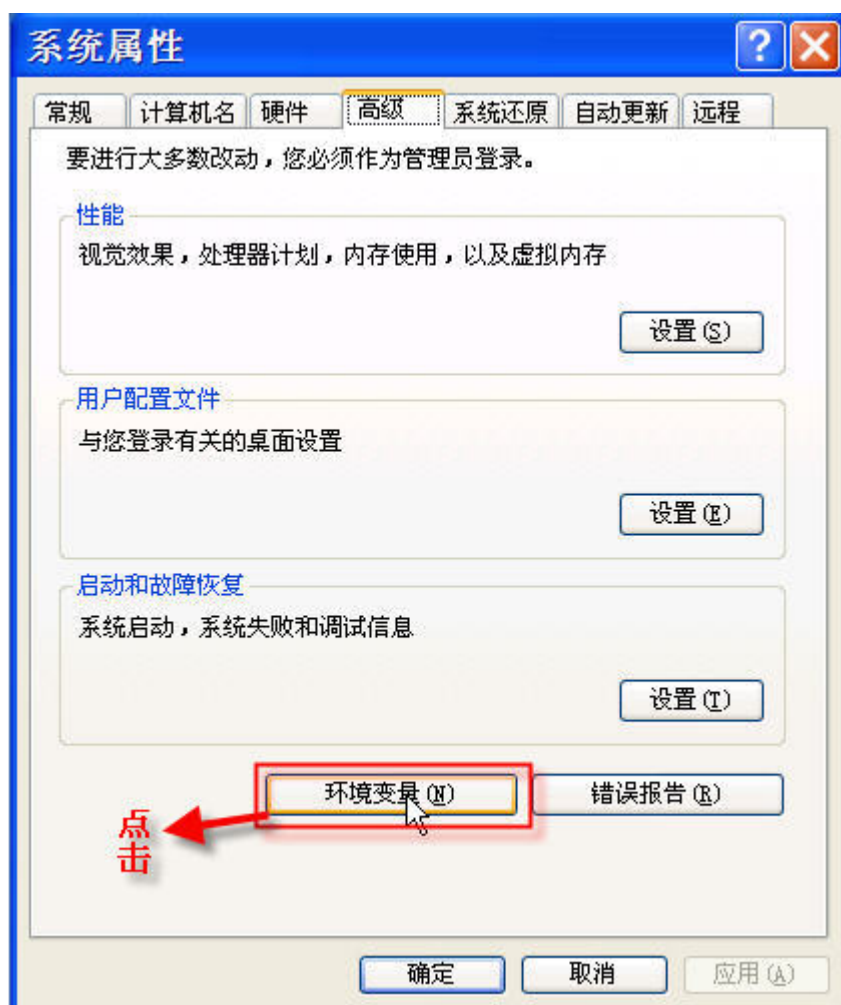 系统属性
常规 计算机名 硬件 高级 系统还原 自动更新 远程
要进行大多数改动，您必须作为管理员登录。
性能
视觉效果，处理器计划，内存使用，以及虚拟内存
设置(S)
用户配置文件
与您登录有关的桌面设置
设置(E)
启动和故障恢复
系统启动，系统失败和调试信息
设置(T)
环境变量(N) 错误报告(R)
点
击
确定 取消 应用(A)